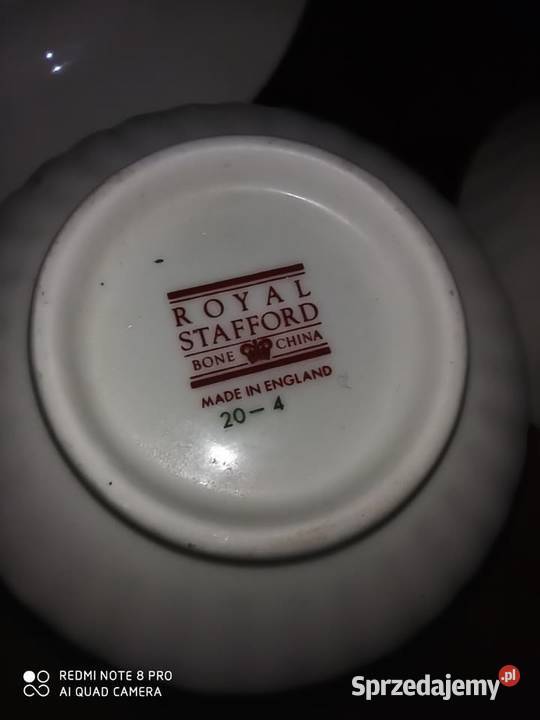 ROYAL
STAFFORD
BONE CHINA
MADE IN ENGLAND
20-4
REDMI NOTE 8 PRO
AI QUAD CAMERA
Sprzedajemy.pl